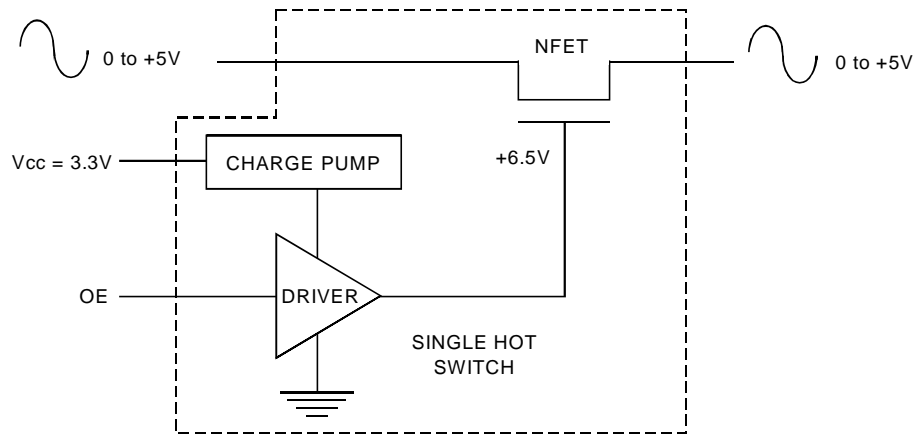 NFET
0 to +5V
0 to +5V
Vcc = 3.3V
CHARGE PUMP
+6.5V
OE
DRIVER
SINGLE HOT
SWITCH